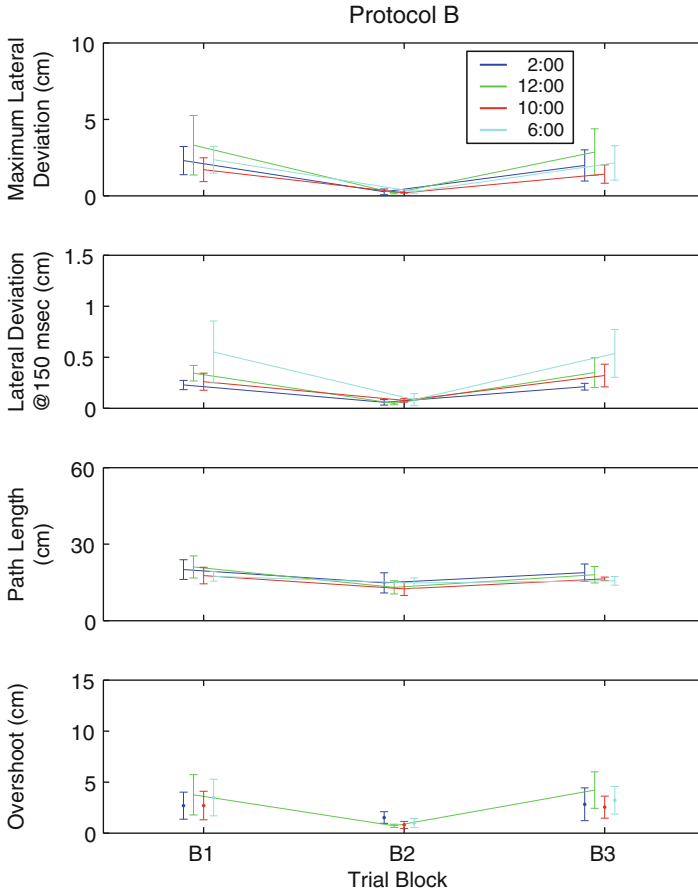 Protocol B
Maximum Lateral
Deviation (cm)
10
5
0
2:00
12:00
10:00
6:00
Lateral Deviation
@150 msec (cm)
1.5
1
0.5
0
Path Length
(cm)
60
30
0
Overshoot (cm)
15
10
5
0
B1 B2 B3
Trial Block